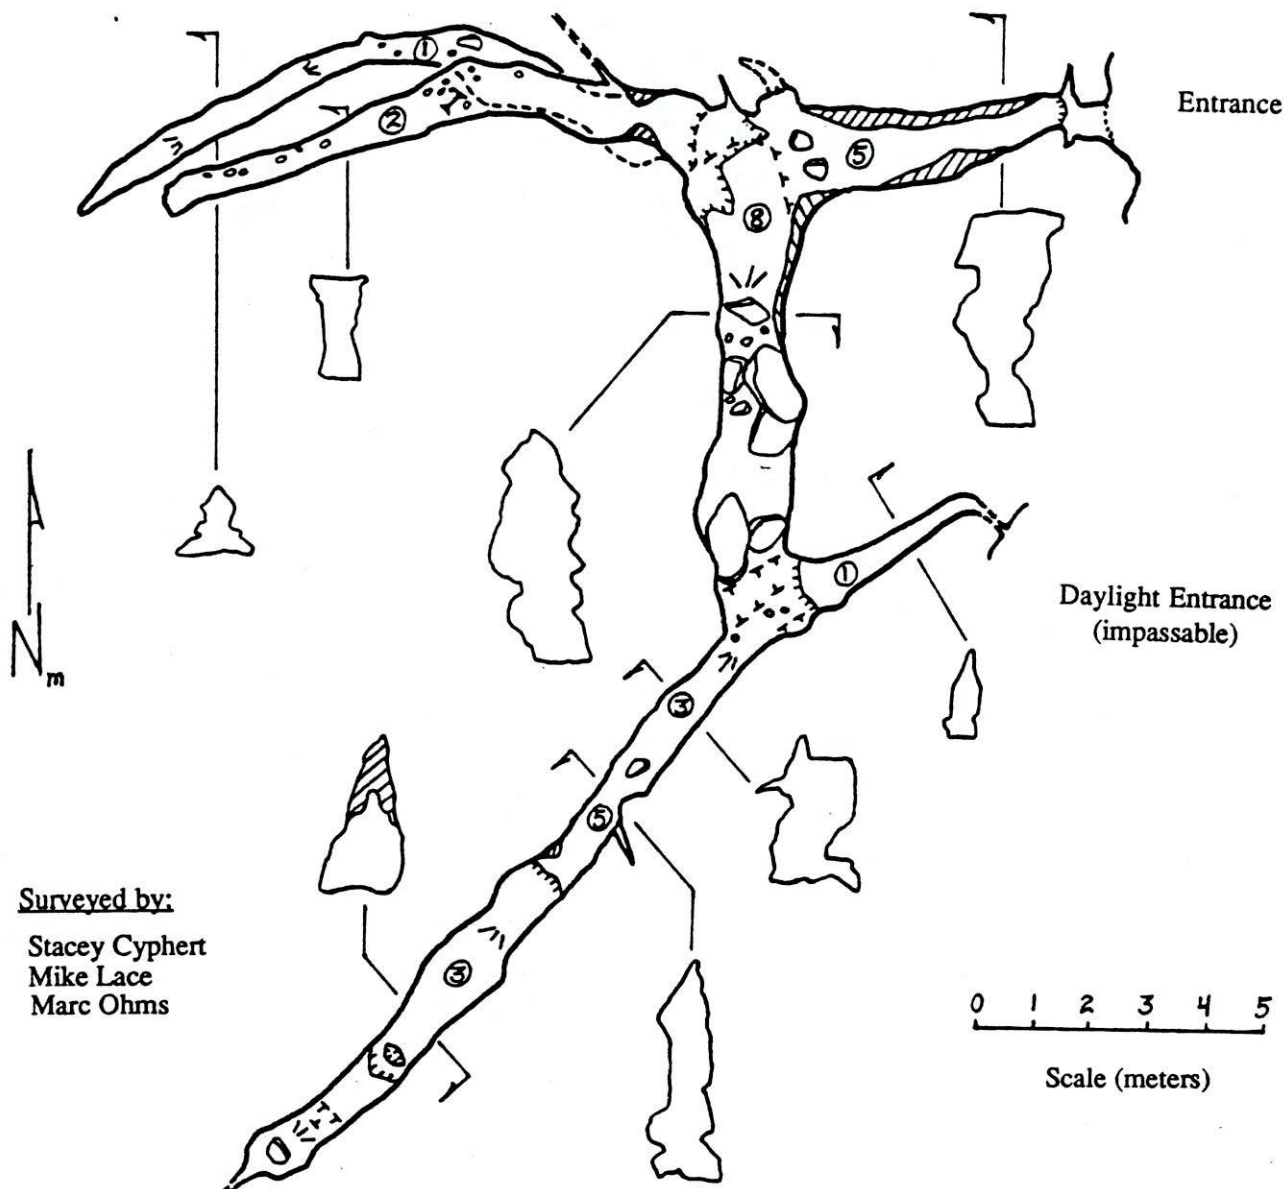 ①
②
Entrance
⑤
⑧
①
Daylight Entrance
(impassable)
N m
③
⑤
Surveyed by:
Stacey Cyphert
Mike Lace
Marc Ohms
③
0 1 2 3 4 5
Scale (meters)